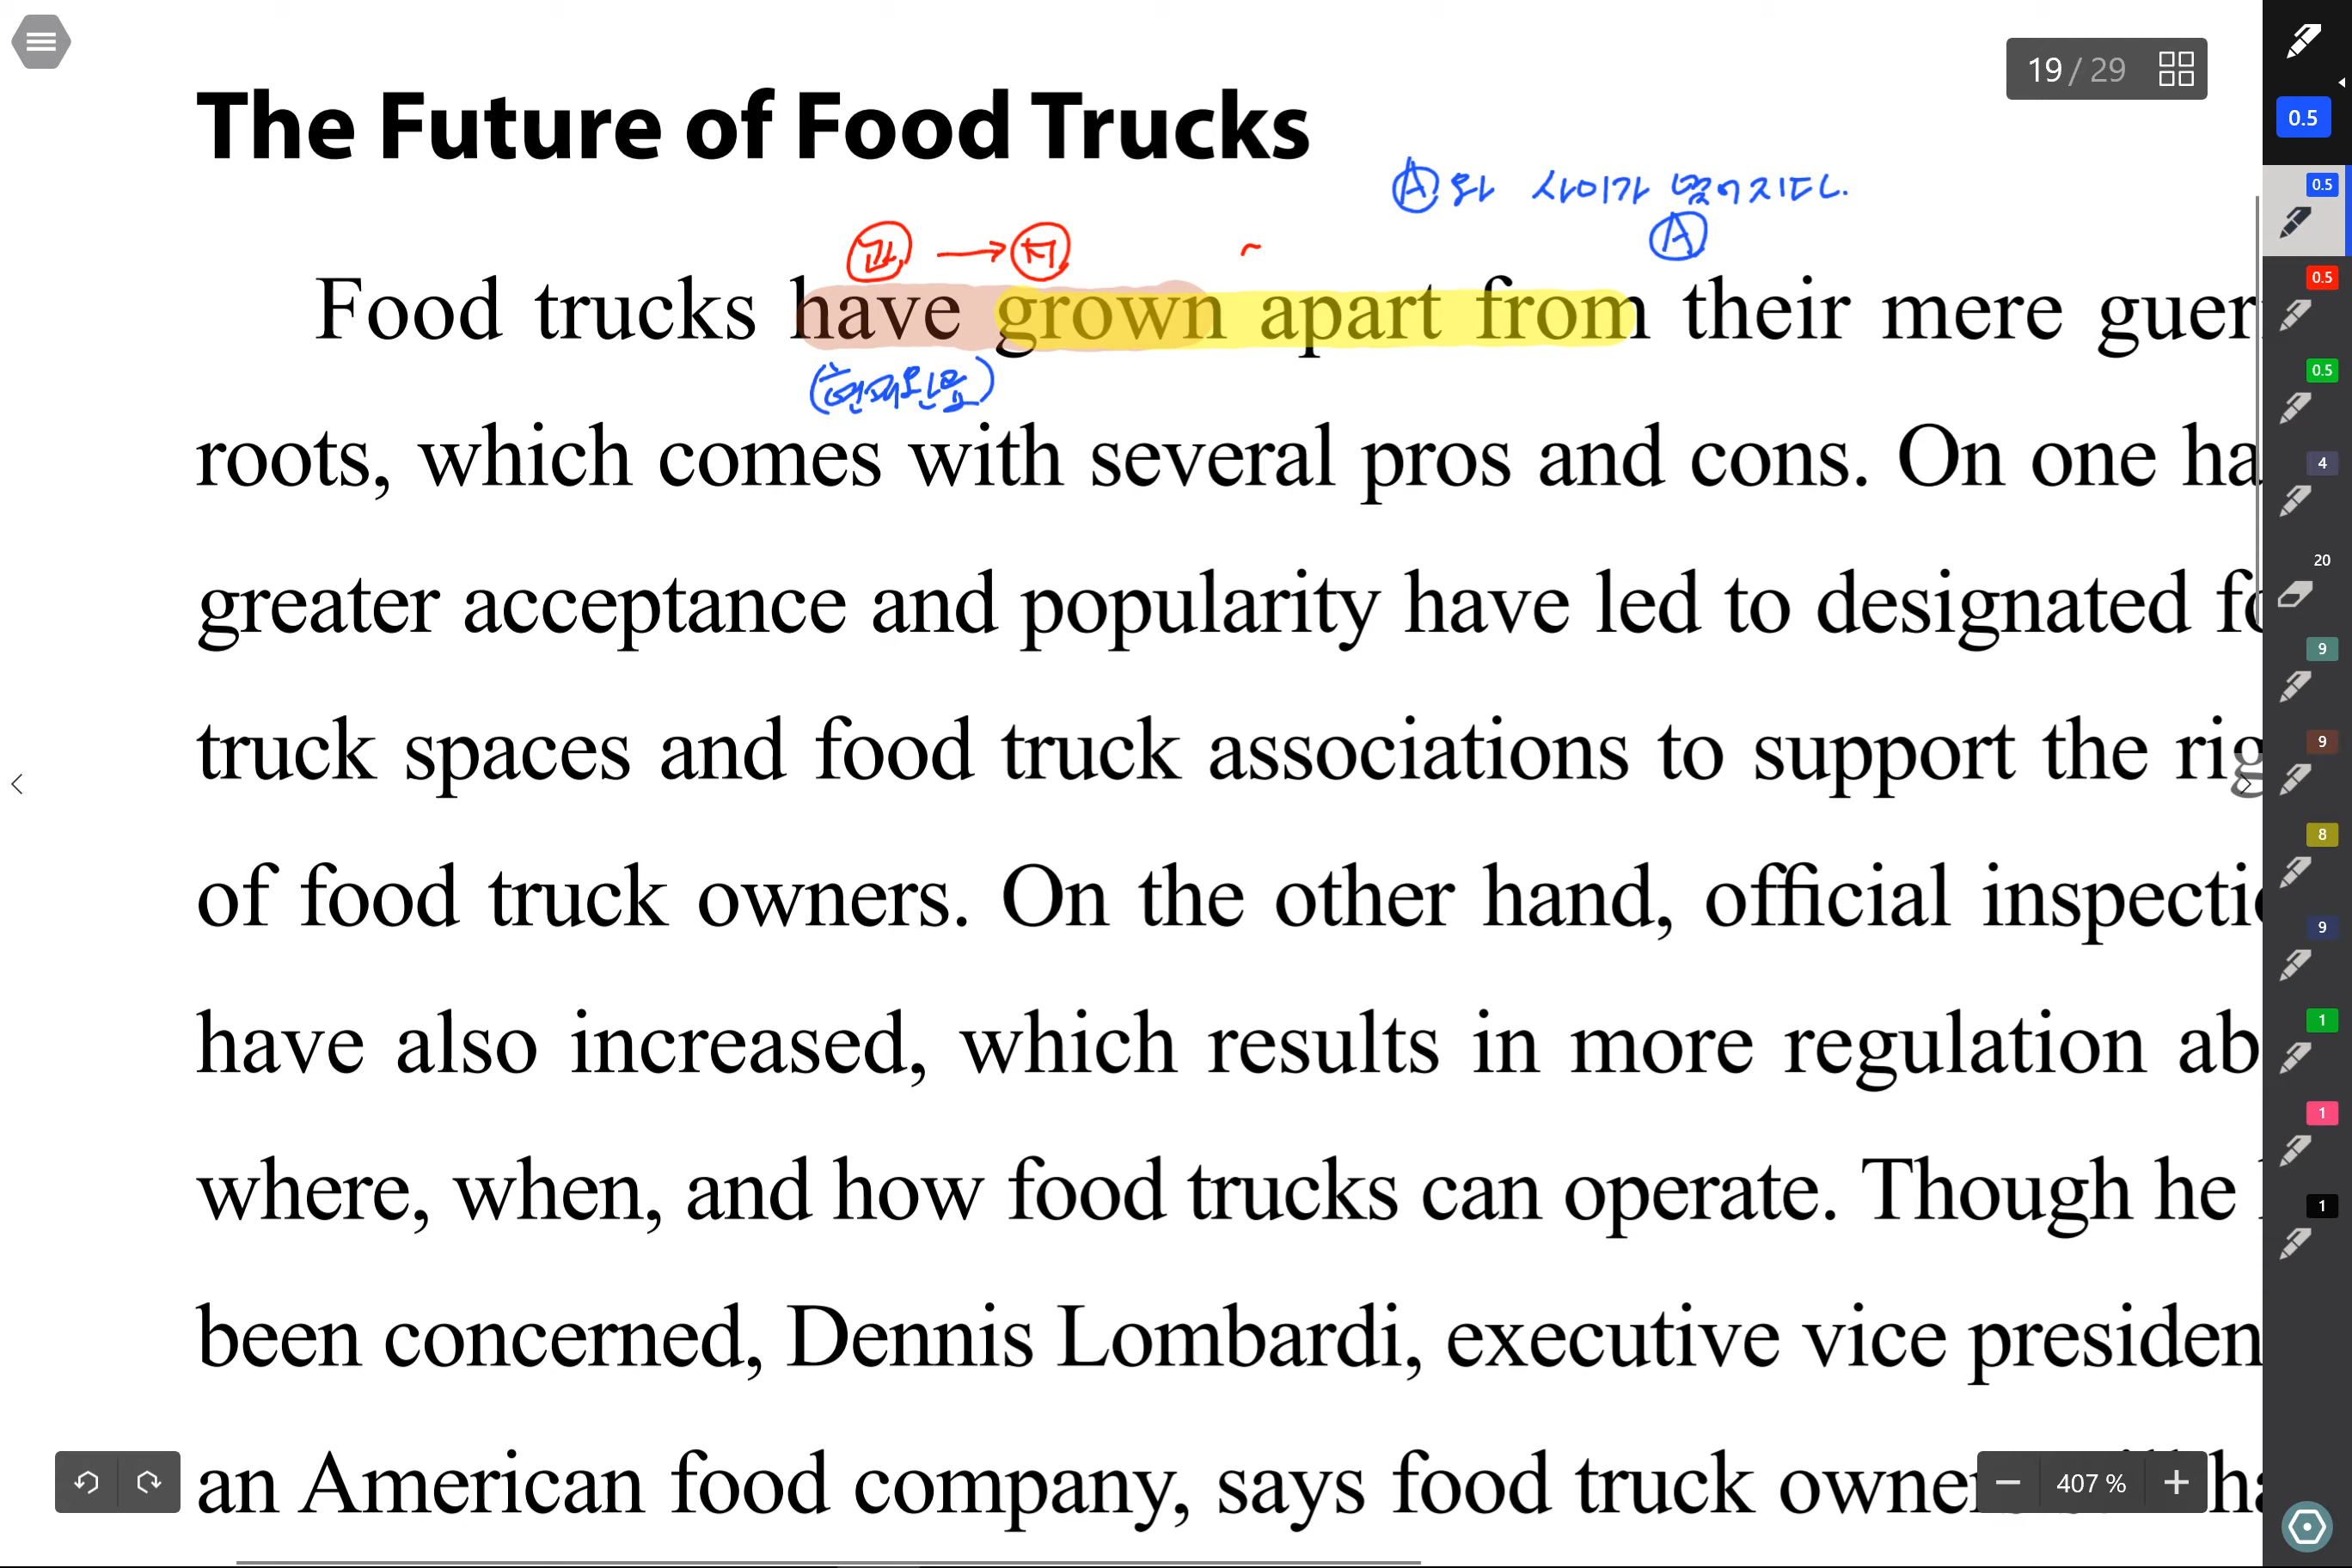 19 / 29
0.5
The Future of Food Trucks
Ⓐ와 사이가 멀어지다.
과 → 현 ~ Ⓐ
Food trucks have grown apart from their mere guer
(현재완료)
roots, which comes with several pros and cons. On one ha
greater acceptance and popularity have led to designated fo
truck spaces and food truck associations to support the rig
of food truck owners. On the other hand, official inspectio
have also increased, which results in more regulation ab
where, when, and how food trucks can operate. Though he
been concerned, Dennis Lombardi, executive vice presiden
an American food company, says food truck owner
407 %
0.5
0.5
0.5
4
20
9
9
8
9
1
1
1